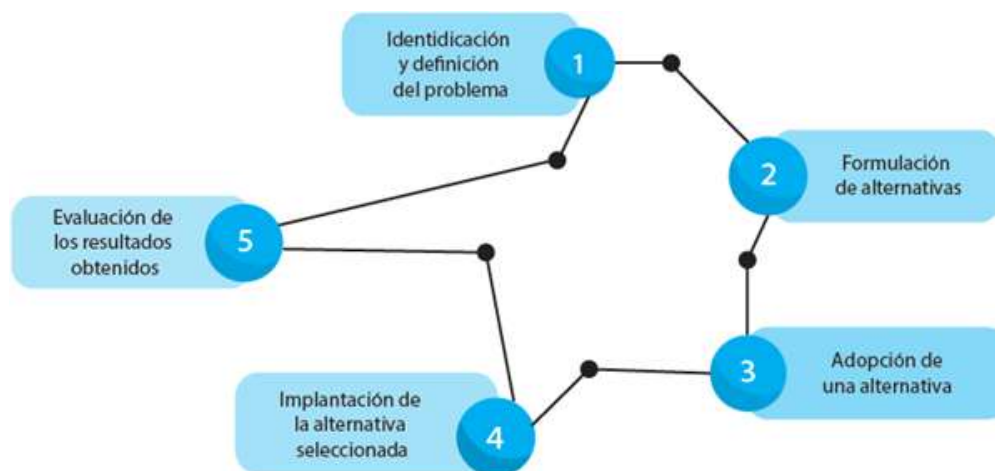 Identidicación
y definición
del problema
1
2
Formulación
de alternativas
Evaluación de
los resultados
obtenidos
5
3
Adopción de
una alternativa
Implantación de
la alternativa
seleccionada
4